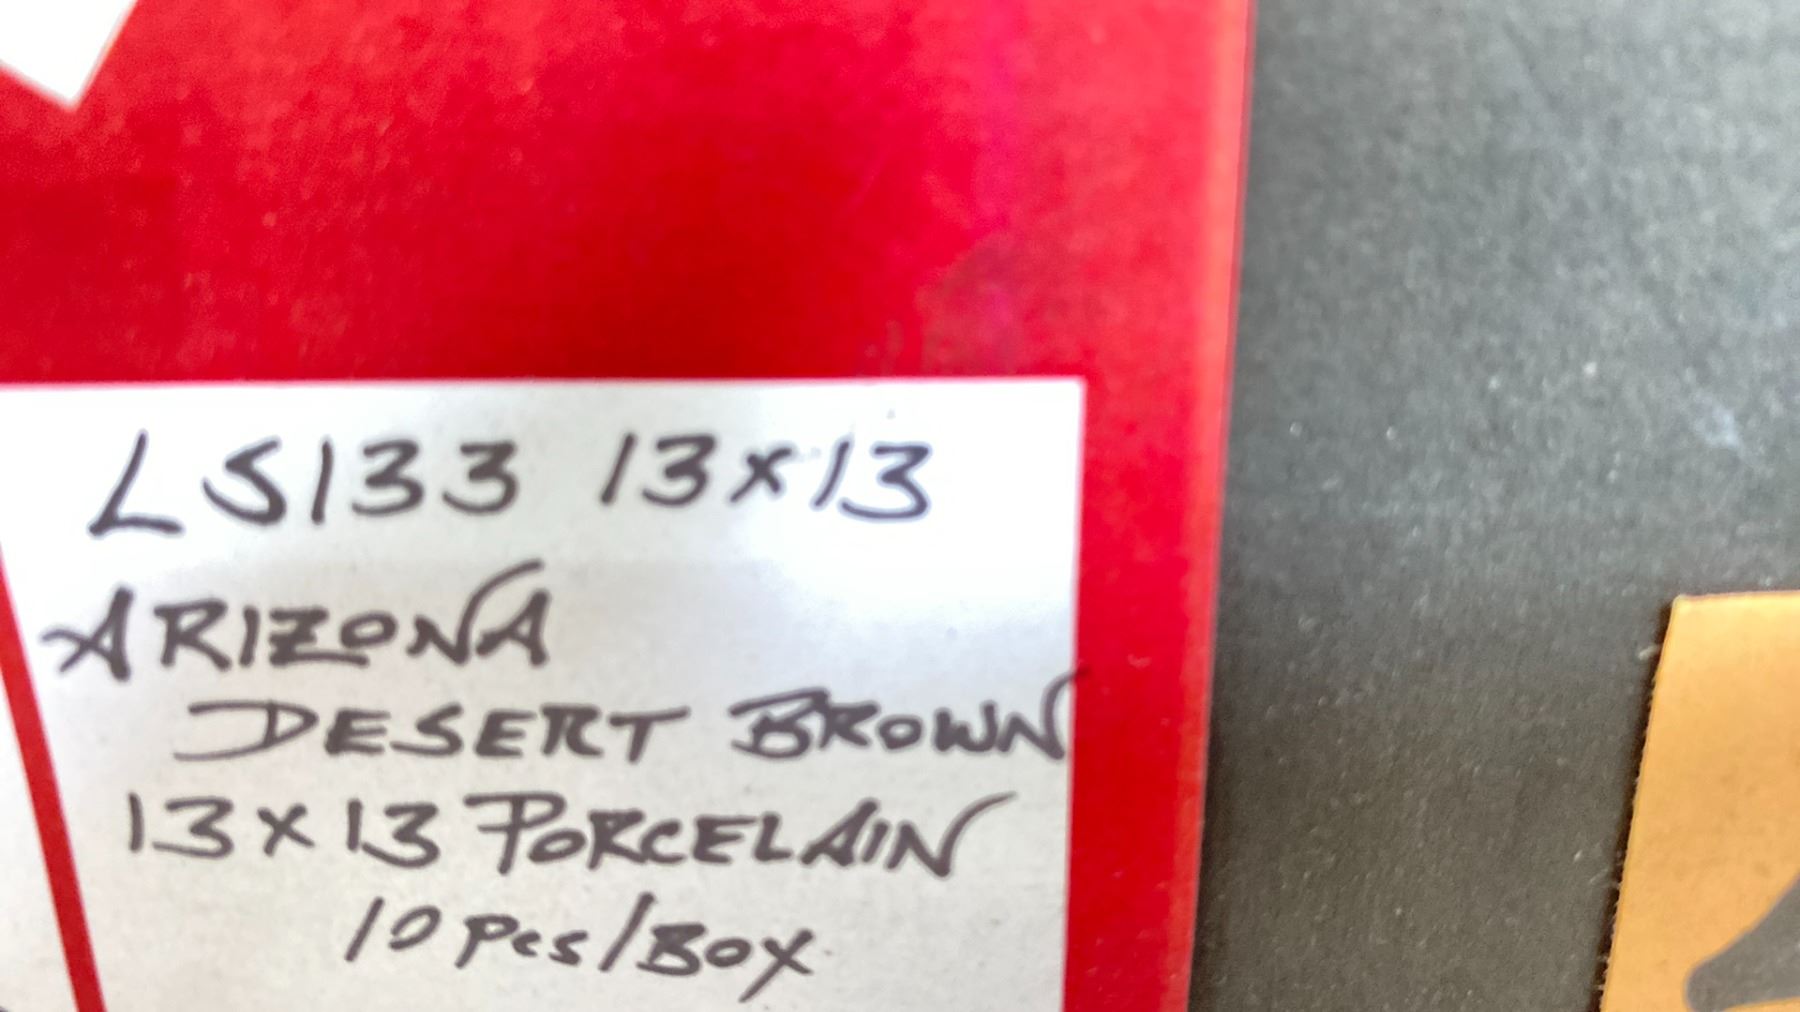 LS133 13x13
ARIZONA
DESERT BROWN
13x13 PORCELAIN
10 Pcs/BOX